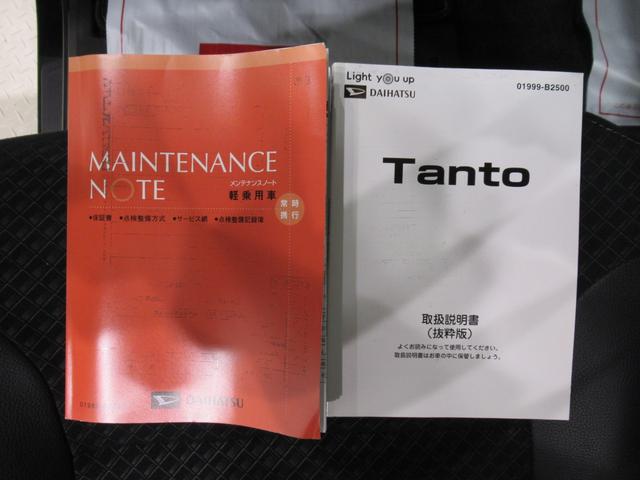 MAINTENANCE
NOTE
メンテナンスノート
軽乗用車
常時
携行
•保証書 •点検整備方式 •サービス網 •点検整備記録簿
DAIHATSU
Light you up
DAIHATSU
01999-B2500
Tanto
取扱説明書
(抜粋版)
よくお読みになって使用してください。
取扱説明書はお車の中に保管しましょう。